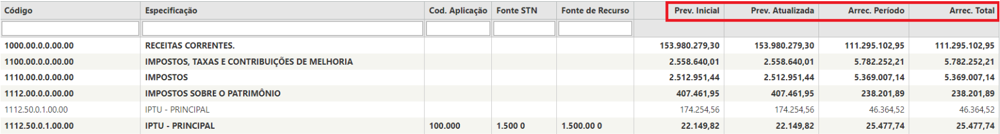 Código Especificação Cod. Aplicação Fonte STN Fonte de Recurso Prev. Inicial Prev. Atualizada Arrec. Período Arrec. Total
1000.00.0.0.00.00 RECEITAS CORRENTES. 153.980.279,30 153.980.279,30 111.295.102,95 111.295.102,95
1100.00.0.0.00.00 IMPOSTOS, TAXAS E CONTRIBUIÇÕES DE MELHORIA 2.558.640,01 2.558.640,01 5.782.252,21 5.782.252,21
1110.00.0.0.00.00 IMPOSTOS 2.512.951,44 2.512.951,44 5.369.007,14 5.369.007,14
1112.00.0.0.00.00 IMPOSTOS SOBRE O PATRIMÔNIO 407.461,95 407.461,95 238.201,89 238.201,89
1112.50.0.1.00.00 IPTU - PRINCIPAL 174.254,56 174.254,56 46.364,52 46.364,52
1112.50.0.1.00.00 IPTU - PRINCIPAL 100.000 1.500 0 1.500.00 0 22.149,82 22.149,82 25.477,74 25.477,74